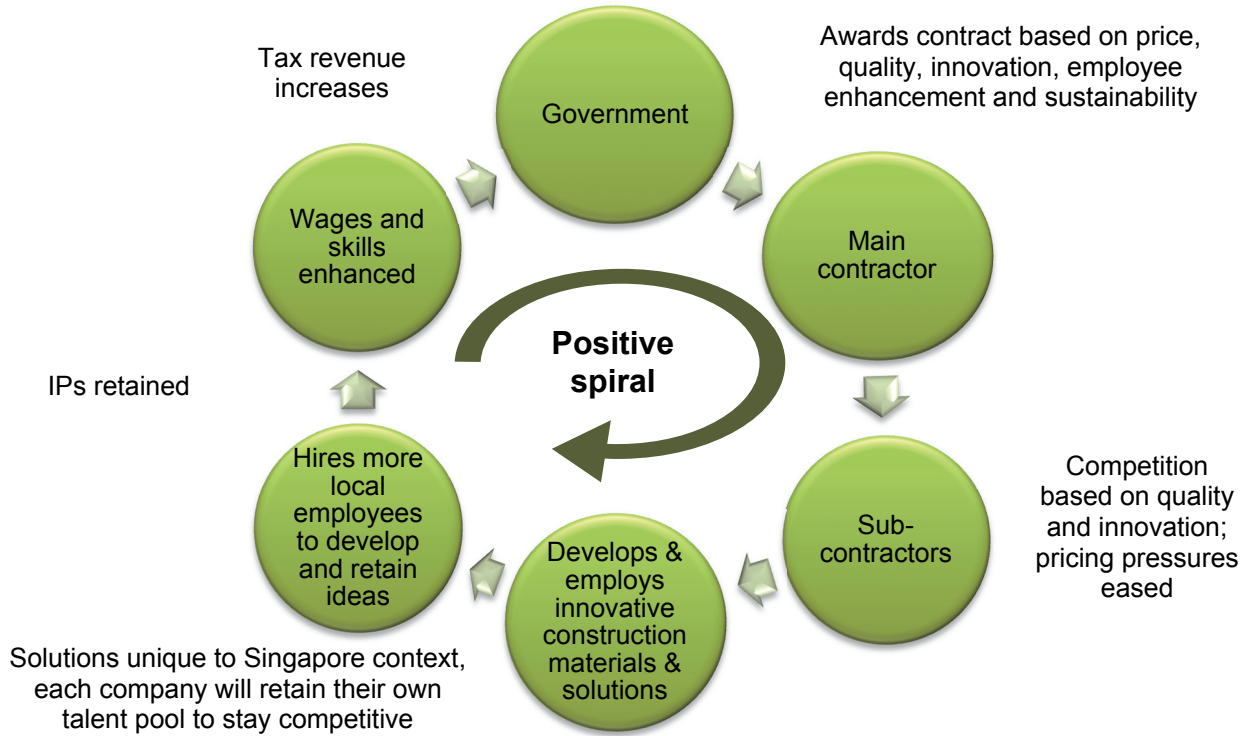 Tax revenue
increases
Government
Awards contract based on price,
quality, innovation, employee
enhancement and sustainability
Wages and
skills
enhanced
Main
contractor
Positive
spiral
IPs retained
Hires more
local
employees
to develop
and retain
ideas
Sub-
contractors
Competition
based on quality
and innovation;
pricing pressures
eased
Develops &
employs
innovative
construction
materials &
solutions
Solutions unique to Singapore context,
each company will retain their own
talent pool to stay competitive